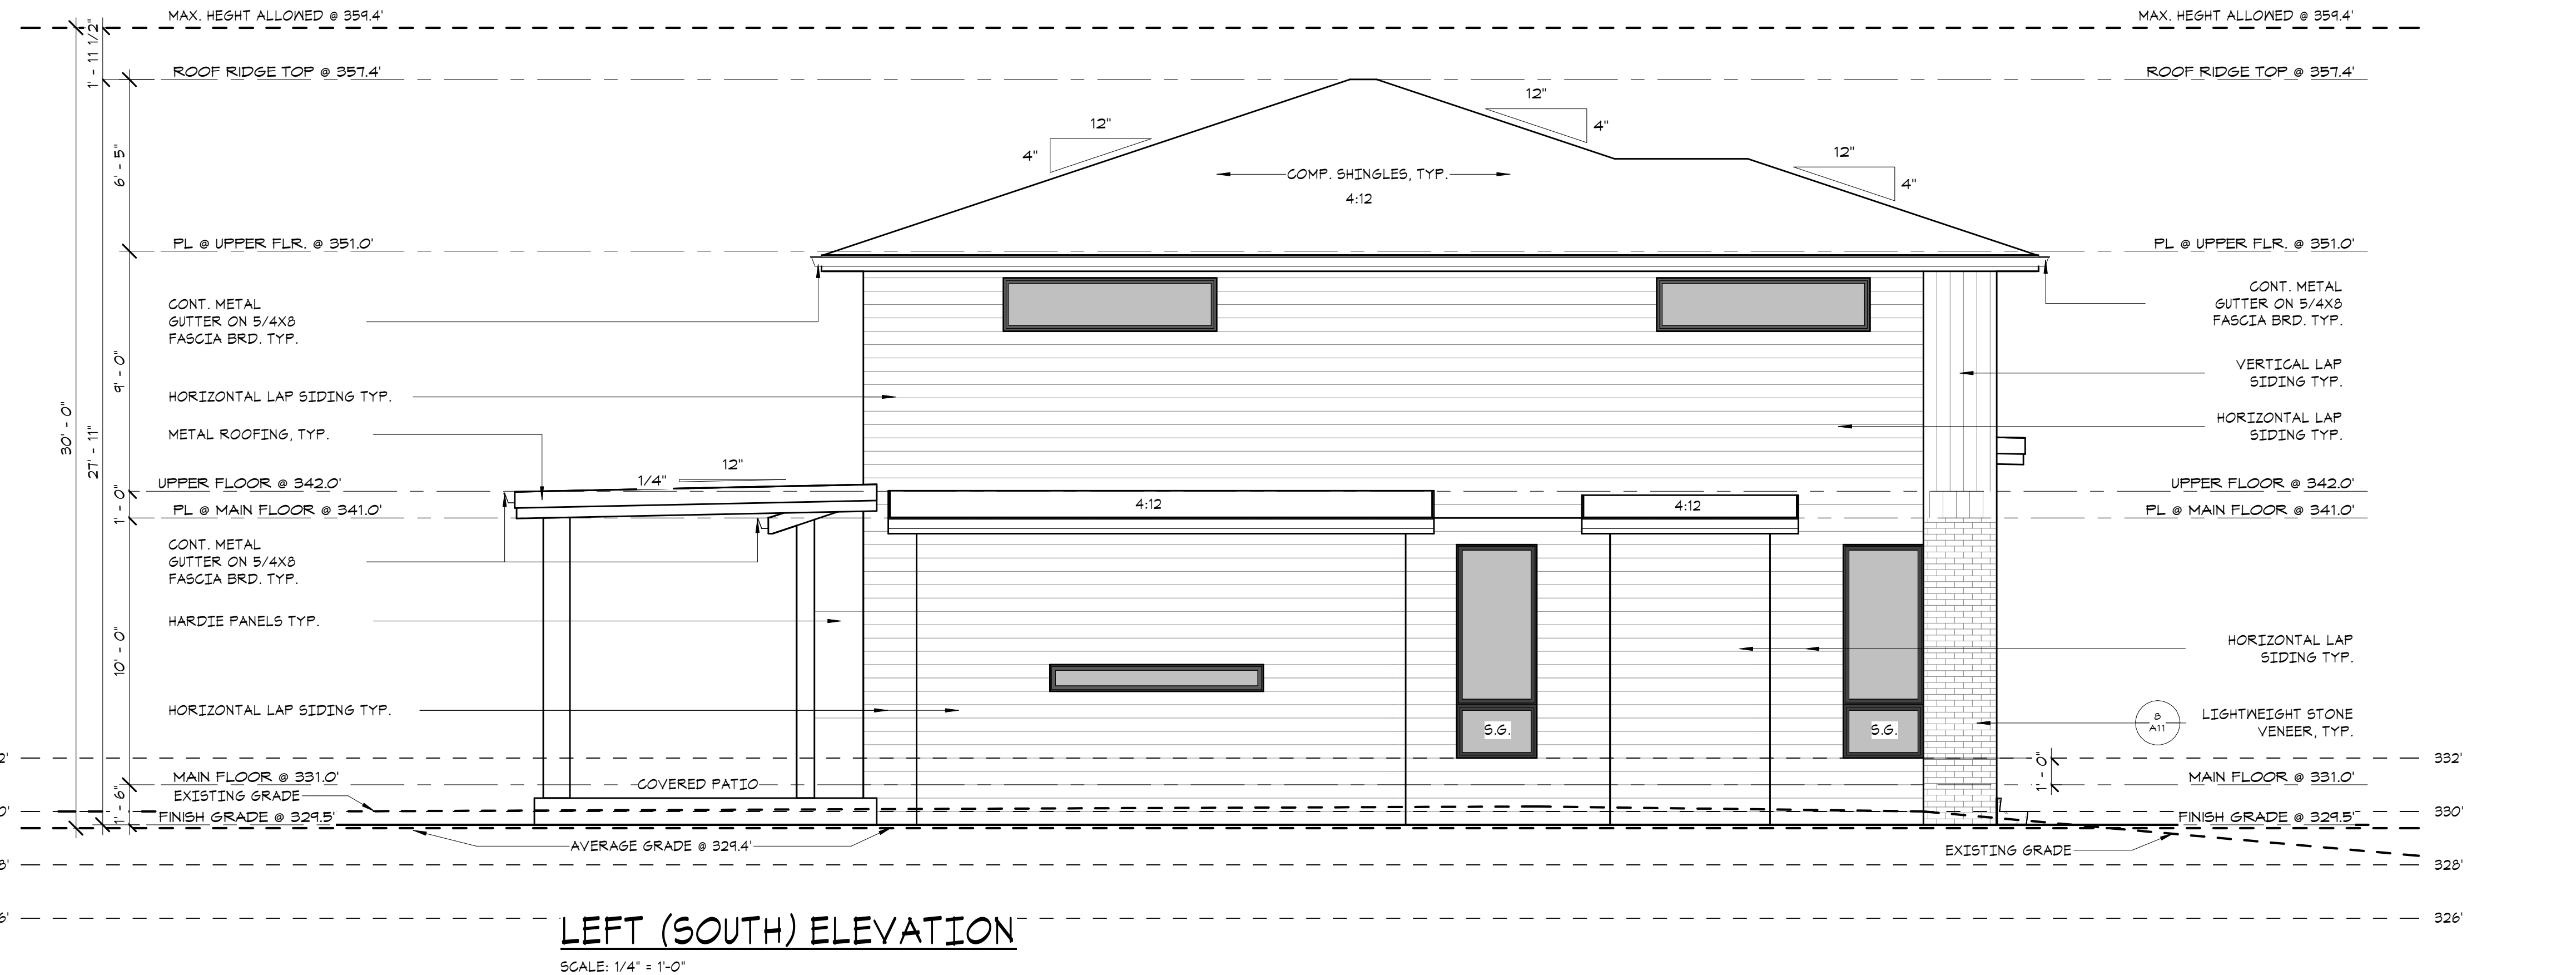 MAX. HEGHT ALLOWED @ 359.4'
MAX. HEGHT ALLOWED @ 359.4'
1' - 11 1/2"
ROOF RIDGE TOP @ 357.4'
ROOF RIDGE TOP @ 357.4'
12"
4"
12"
4"
12"
4"
6' - 5"
COMP. SHINGLES, TYP.
4:12
PL @ UPPER FLR. @ 351.0'
PL @ UPPER FLR. @ 351.0'
CONT. METAL
GUTTER ON 5/4X8
FASCIA BRD. TYP.
CONT. METAL
GUTTER ON 5/4X8
FASCIA BRD. TYP.
9' - 0"
VERTICAL LAP
SIDING TYP.
HORIZONTAL LAP SIDING TYP.
HORIZONTAL LAP
SIDING TYP.
30' - 0"
27' - 11"
METAL ROOFING, TYP.
12"
1/4"
UPPER FLOOR @ 342.0'
UPPER FLOOR @ 342.0'
1' - 0"
4:12
4:12
PL @ MAIN FLOOR @ 341.0'
PL @ MAIN FLOOR @ 341.0'
CONT. METAL
GUTTER ON 5/4X8
FASCIA BRD. TYP.
HARDIE PANELS TYP.
10' - 0"
HORIZONTAL LAP
SIDING TYP.
HORIZONTAL LAP SIDING TYP.
8
A11
LIGHTWEIGHT STONE
VENEER, TYP.
S.G.
S.G.
2'
332'
1' - 0"
MAIN FLOOR @ 331.0'
COVERED PATIO
MAIN FLOOR @ 331.0'
EXISTING GRADE
1' - 6"
0'
330'
FINISH GRADE @ 329.5'
FINISH GRADE @ 329.5'
AVERAGE GRADE @ 329.4'
EXISTING GRADE
8'
328'
6'
326'
LEFT (SOUTH) ELEVATION
SCALE: 1/4" = 1'-0"